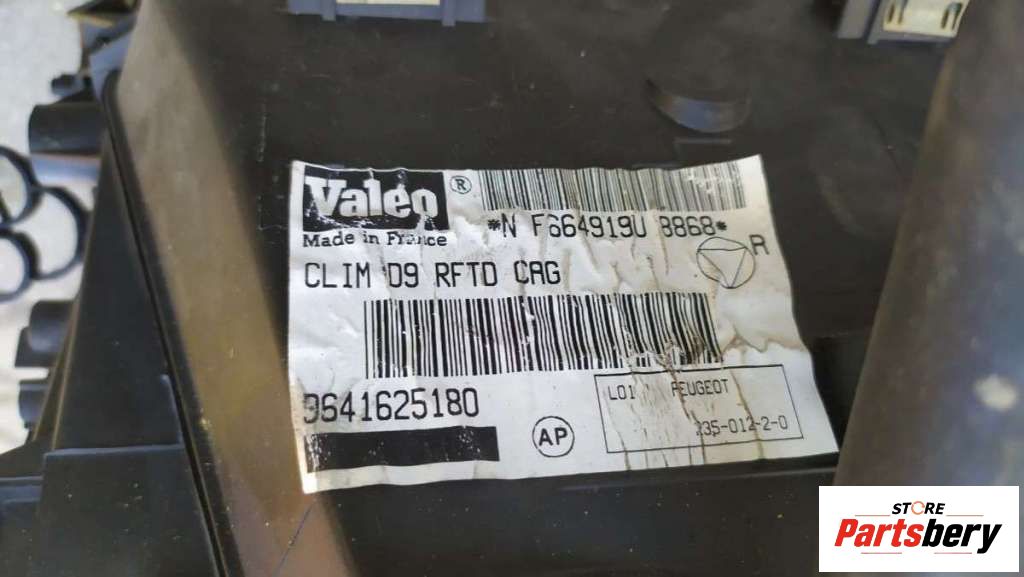 Valeo®
*N F664919U 8868*
Made in France
R
CLIM D9 RFTD CAG
9641625180
AP
L01 PEUGEOT
235-012-2-0
STORE
Partsbery